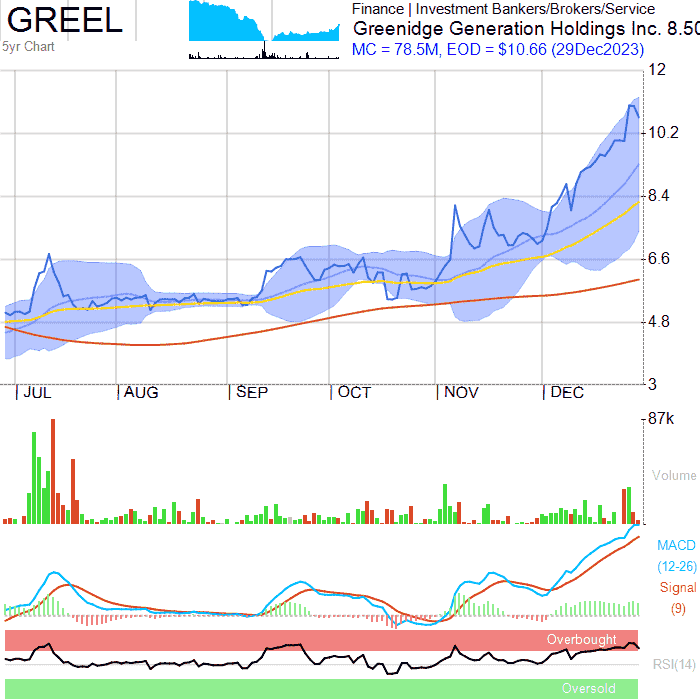 GREEL
5yr Chart
Finance | Investment Bankers/Brokers/Service
Greenidge Generation Holdings Inc. 8.50
MC = 78.5M, EOD = $10.66 (29Dec2023)
12
10.2
8.4
6.6
4.8
3
JUL AUG SEP OCT NOV DEC
87k
Volume
MACD
(12-26)
Signal
(9)
Overbought
RSI(14)
Oversold